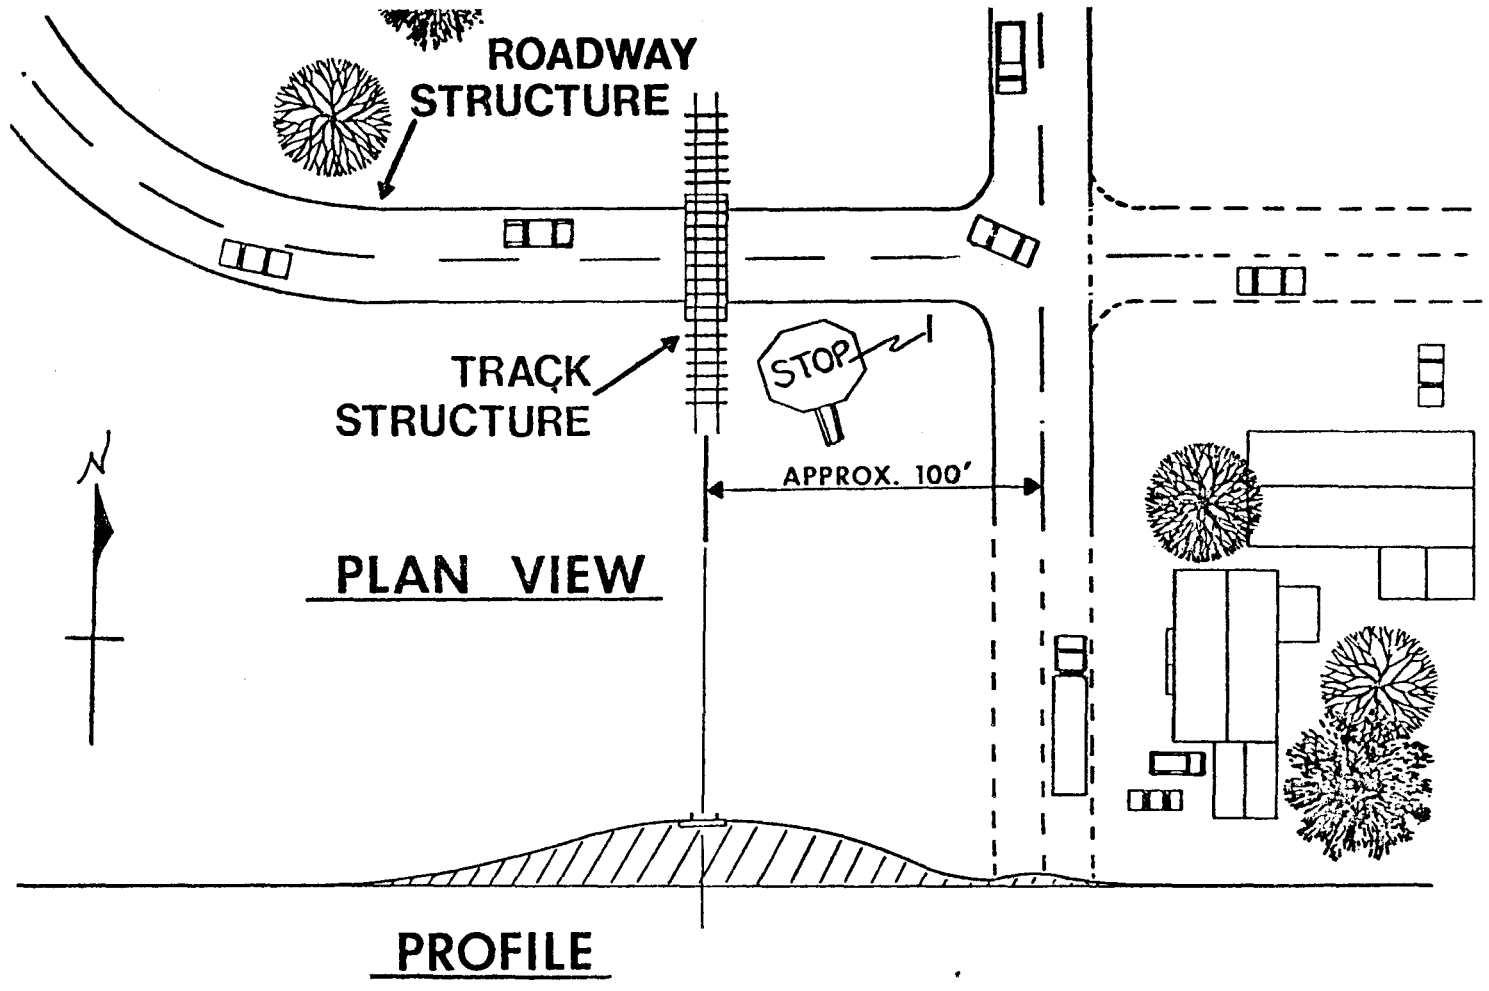 ROADWAY
STRUCTURE
TRACK
STRUCTURE
STOP
N
APPROX. 100'
PLAN VIEW
PROFILE